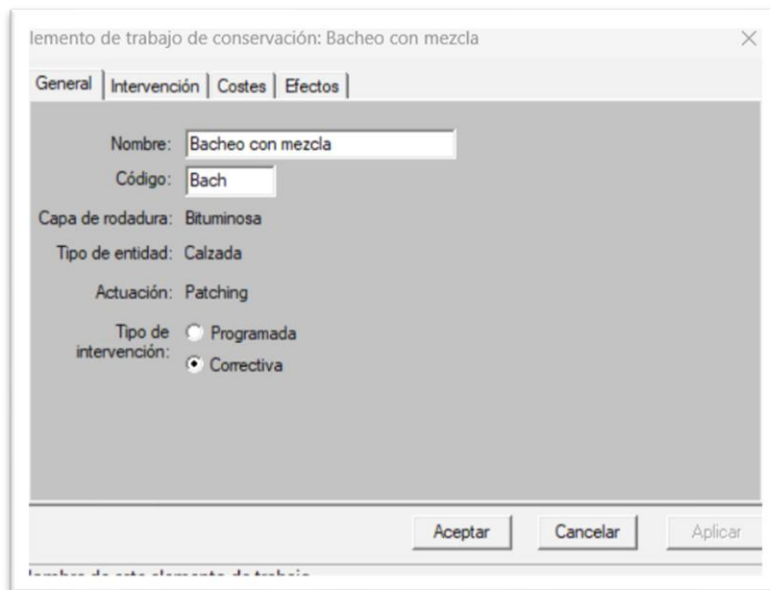 lemento de trabajo de conservación: Bacheo con mezcla
General Intervención Costes Efectos
Nombre: Bacheo con mezcla
Código: Bach
Capa de rodadura: Bituminosa
Tipo de entidad: Calzada
Actuación: Patching
Tipo de intervención:
Programada
Correctiva
Aceptar Cancelar Aplicar